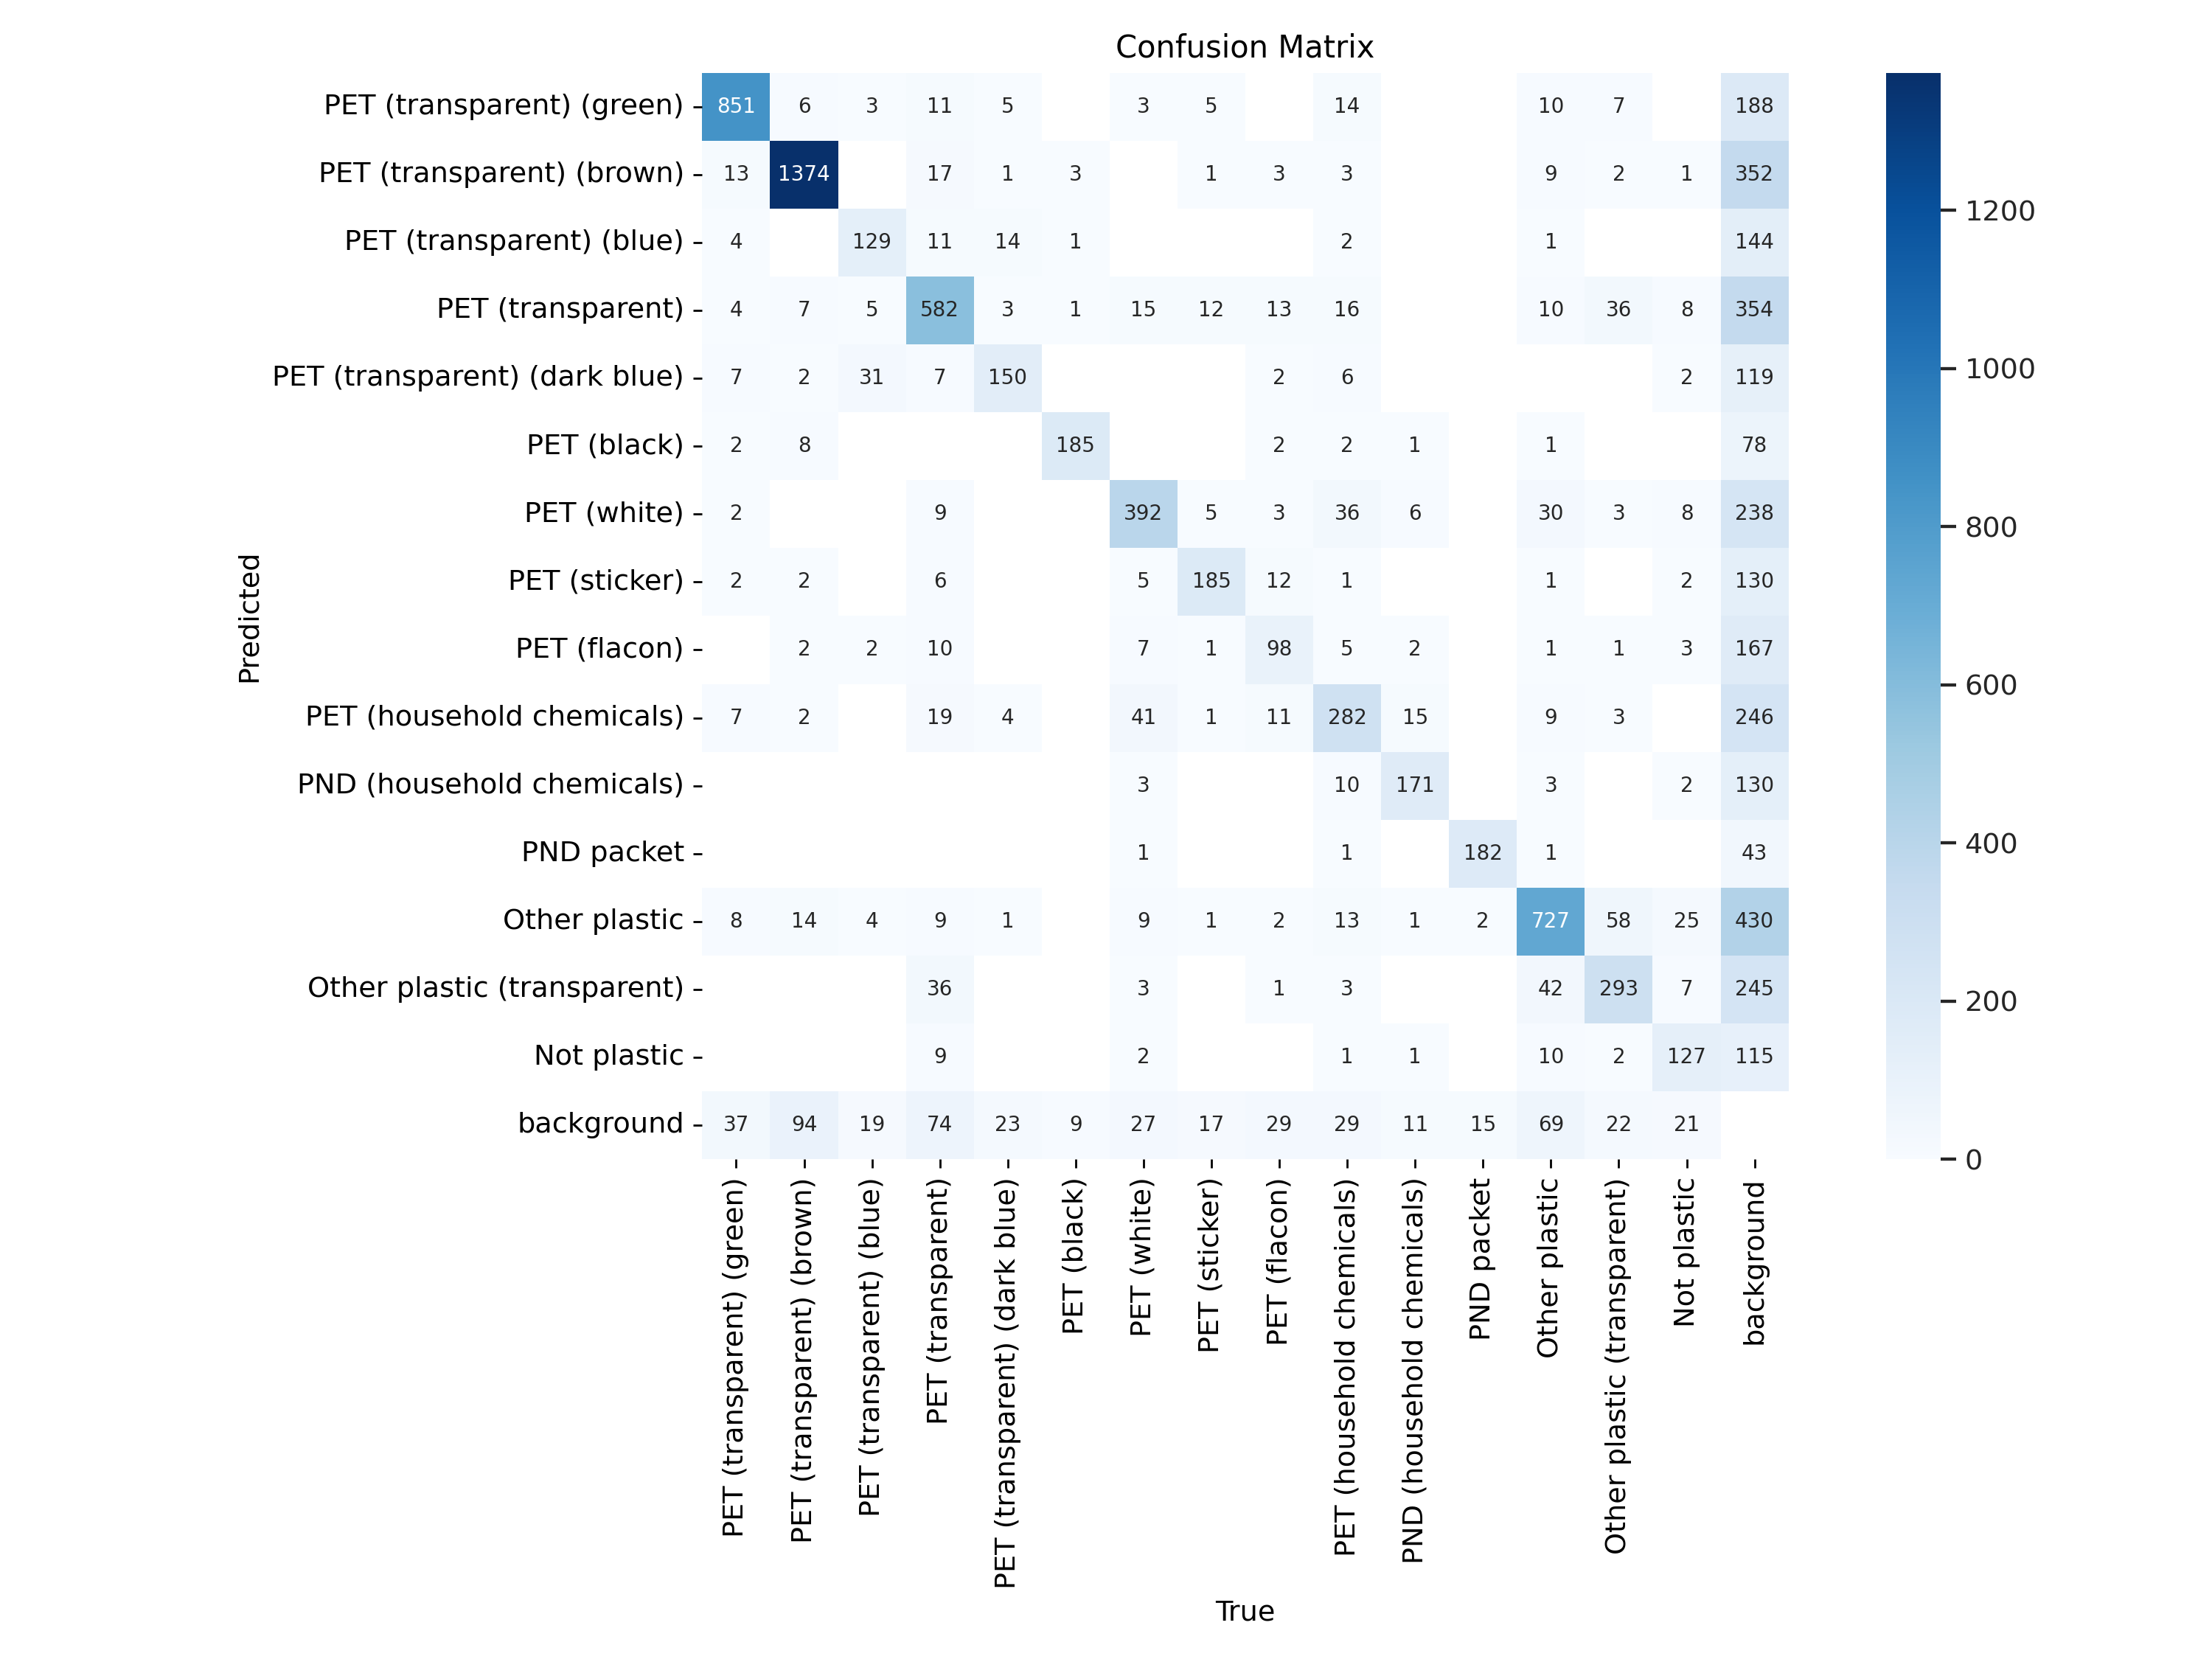 Confusion Matrix
PET (transparent) (green) 851 6 3 11 5 3 5 14 10 7 188
PET (transparent) (brown) 13 1374 17 1 3 1 3 3 9 2 1 352
PET (transparent) (blue) 4 129 11 14 1 2 1 144
PET (transparent) 4 7 5 582 3 1 15 12 13 16 10 36 8 354
PET (transparent) (dark blue) 7 2 31 7 150 2 6 2 119
PET (black) 2 8 185 2 2 1 1 78
PET (white) 2 9 392 5 3 36 6 30 3 8 238
PET (sticker) 2 2 6 5 185 12 1 1 2 130
PET (flacon) 2 2 10 7 1 98 5 2 1 1 3 167
PET (household chemicals) 7 2 19 4 41 1 11 282 15 9 3 246
PND (household chemicals) 3 10 171 3 2 130
PND packet 1 1 182 1 43
Other plastic 8 14 4 9 1 9 1 2 13 1 2 727 58 25 430
Other plastic (transparent) 36 3 1 3 42 293 7 245
Not plastic 9 2 1 1 10 2 127 115
background 37 94 19 74 23 9 27 17 29 29 11 15 69 22 21
Predicted
PET (transparent) (green)
PET (transparent) (brown)
PET (transparent) (blue)
PET (transparent)
PET (transparent) (dark blue)
PET (black)
PET (white)
PET (sticker)
PET (flacon)
PET (household chemicals)
PND (household chemicals)
PND packet
Other plastic
Other plastic (transparent)
Not plastic
background
True
1200
1000
800
600
400
200
0